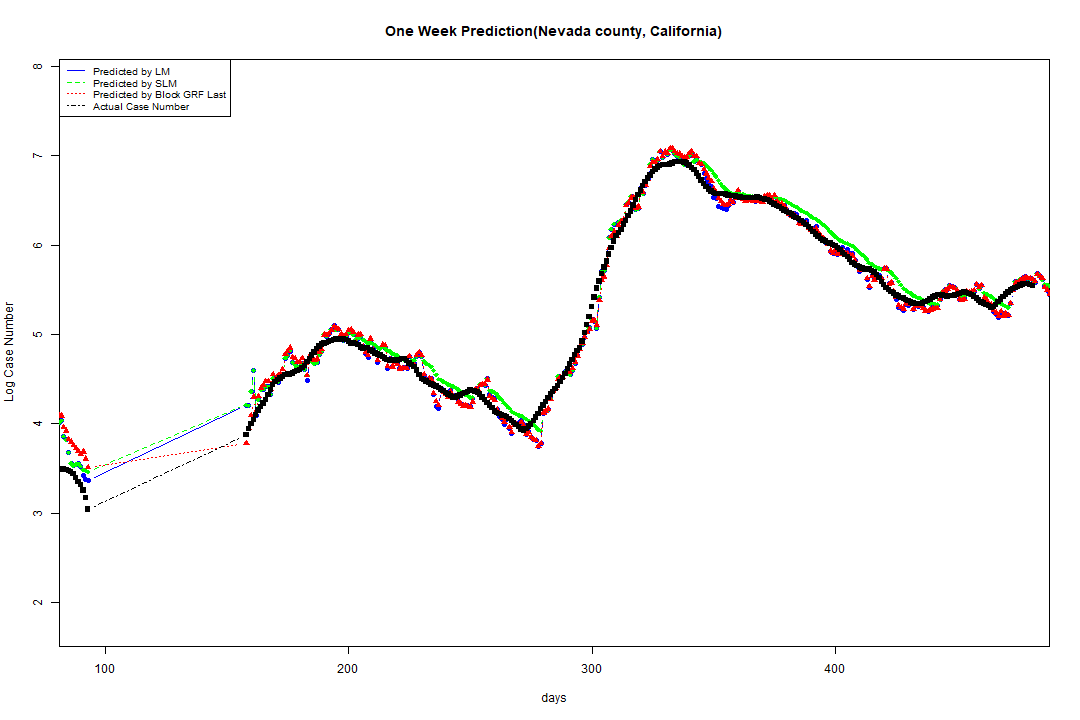 One Week Prediction(Nevada county, California)
Predicted by LM
Predicted by SLM
Predicted by Block GRF Last
Actual Case Number
8
7
6
5
4
3
2
Log Case Number
100 200 300 400
days